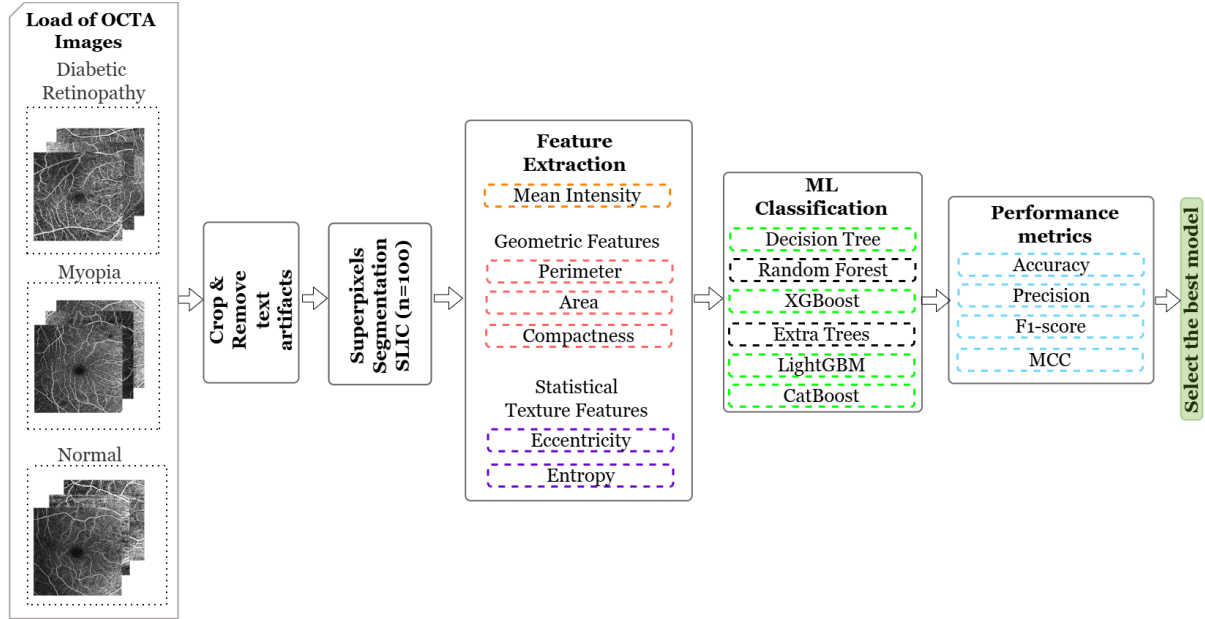 Load of OCTA
Images
Diabetic
Retinopathy
Myopia
Normal
Crop &
Remove
text
artifacts
Superpixels
Segmentation
SLIC (n=100)
Feature
Extraction
Mean Intensity
Geometric Features
Perimeter
Area
Compactness
Statistical
Texture Features
Eccentricity
Entropy
ML
Classification
Decision Tree
Random Forest
XGBoost
Extra Trees
LightGBM
CatBoost
Performance
metrics
Accuracy
Precision
F1-score
MCC
Select the best model